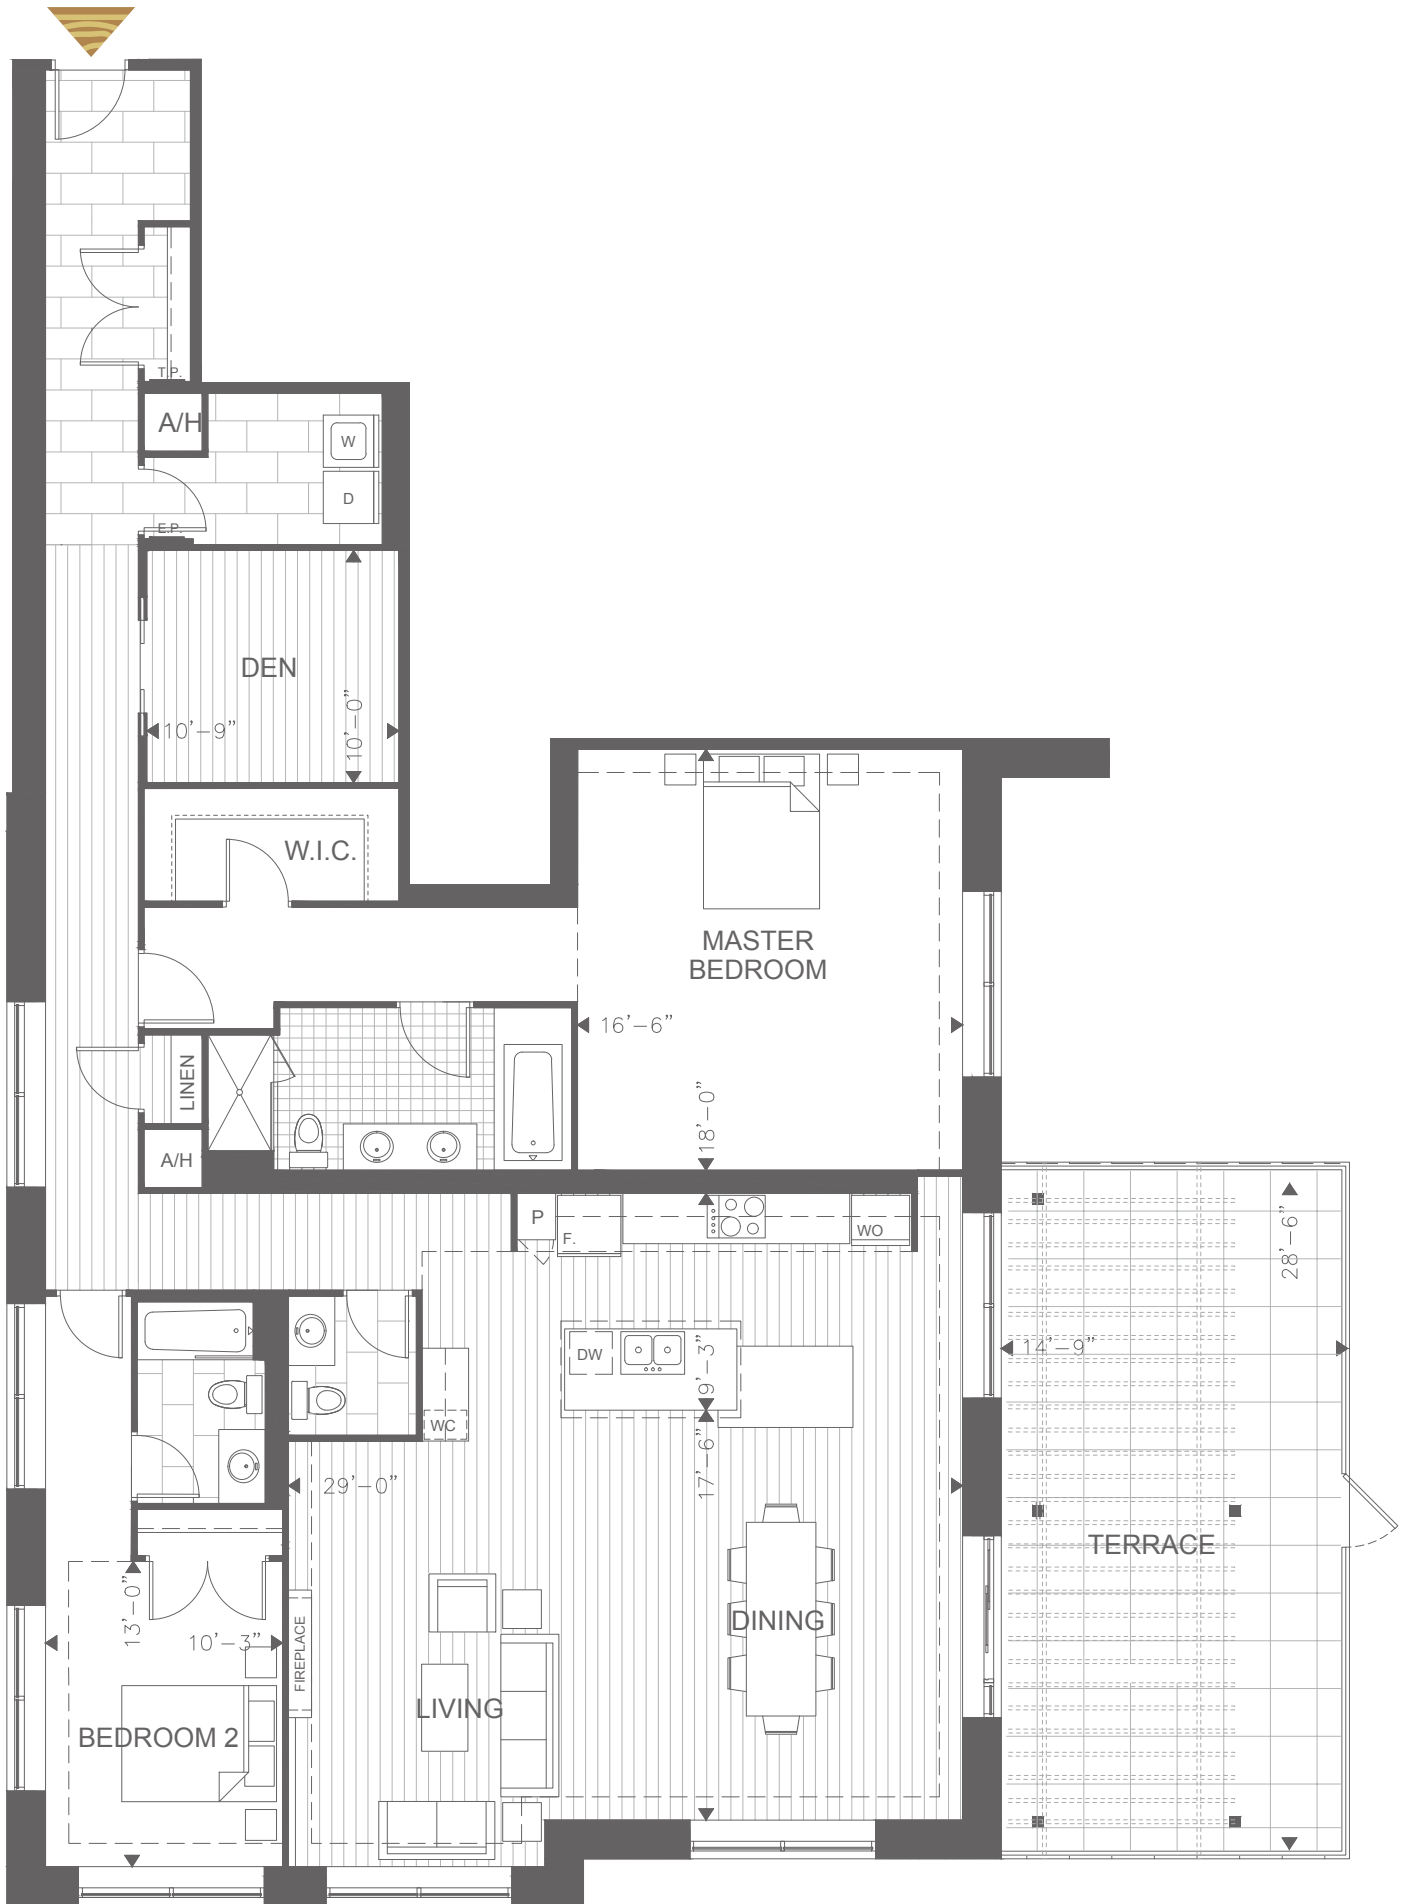 T.P.
A/H
W
D
E.P.
DEN
10'-9"
10'-0"
W.I.C.
MASTER
BEDROOM
16'-6"
18'-0"
LINEN
A/H
P
F.
WO
28'-6"
14'-9"
DW
9'-3"
WC
17'-6"
29'-0"
TERRACE
13'-0"
10'-3"
FIREPLACE
DINING
LIVING
BEDROOM 2